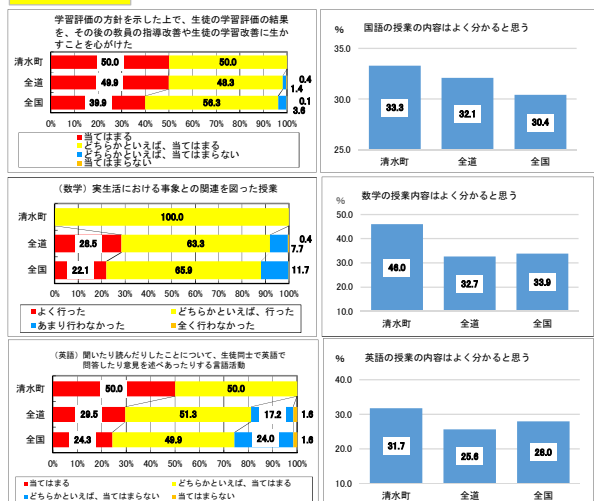 学習評価の方針を示した上で、生徒の学習評価の結果
を、その後の教員の指導改善や生徒の学習改善に生か
すことを心がけた
清水町 50.0 50.0
全道 49.9 48.3 1.4 0.4
全国 39.9 56.3 3.6 0.1
0% 10% 20% 30% 40% 50% 60% 70% 80% 90% 100%
当てはまる
どちらかといえば、当てはまる
どちらかといえば、当てはまらない
当てはまらない
% 国語の授業の内容はよく分かると思う
35.0
30.0
25.0
33.3 32.1 30.4
清水町 全道 全国
（数学）実生活における事象との関連を図った授業
清水町 100.0
全道 28.5 63.3 7.7 0.4
全国 22.1 65.9 11.7
0% 10% 20% 30% 40% 50% 60% 70% 80% 90% 100%
よく行った どちらかといえば、行った
あまり行わなかった 全く行わなかった
% 数学の授業内容はよく分かると思う
50.0
40.0
30.0
20.0
10.0
46.0 32.7 33.9
清水町 全道 全国
（英語）聞いたり読んだりしたことについて、生徒同士で英語で
問答したり意見を述べあったりする言語活動
清水町 50.0 50.0
全道 29.5 51.3 17.2 1.6
全国 24.3 49.9 24.0 1.6
0% 10% 20% 30% 40% 50% 60% 70% 80% 90% 100%
当てはまる どちらかといえば、当てはまる
どちらかといえば、当てはまらない 当てはまらない
% 英語の授業の内容はよく分かると思う
40.0
30.0
20.0
10.0
31.7 25.6 28.0
清水町 全道 全国